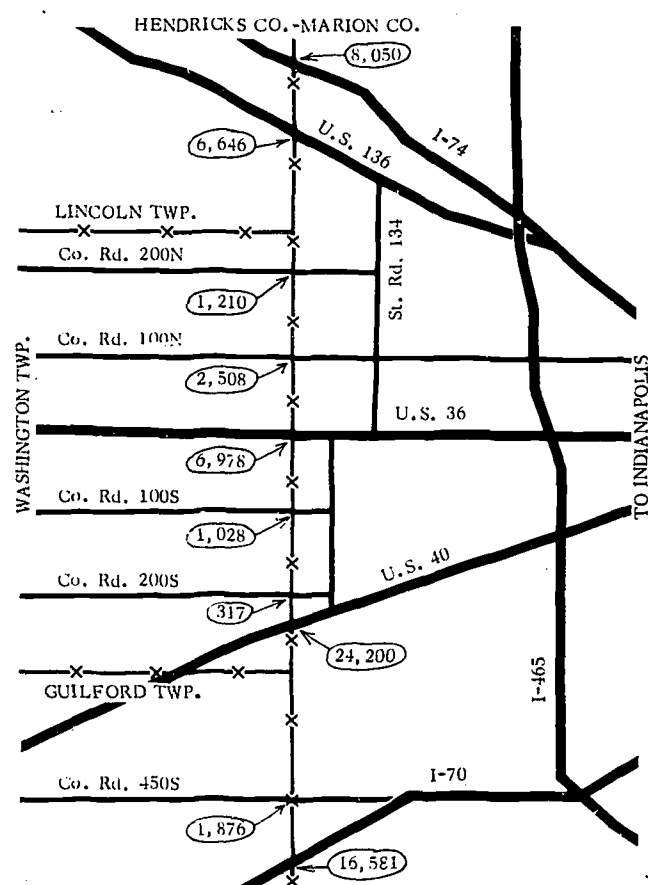 HENDRICKS CO.-MARION CO.
8,050
6,646
U.S. 136
I-74
LINCOLN TWP.
Co. Rd. 200N
St. Rd. 134
1,210
Co. Rd. 100N
2,508
WASHINGTON TWP.
TO INDIANAPOLIS
U.S. 36
6,978
Co. Rd. 100S
1,028
U.S. 40
Co. Rd. 200S
317
24,200
GUILFORD TWP.
I-465
Co. Rd. 450S
I-70
1,876
16,581